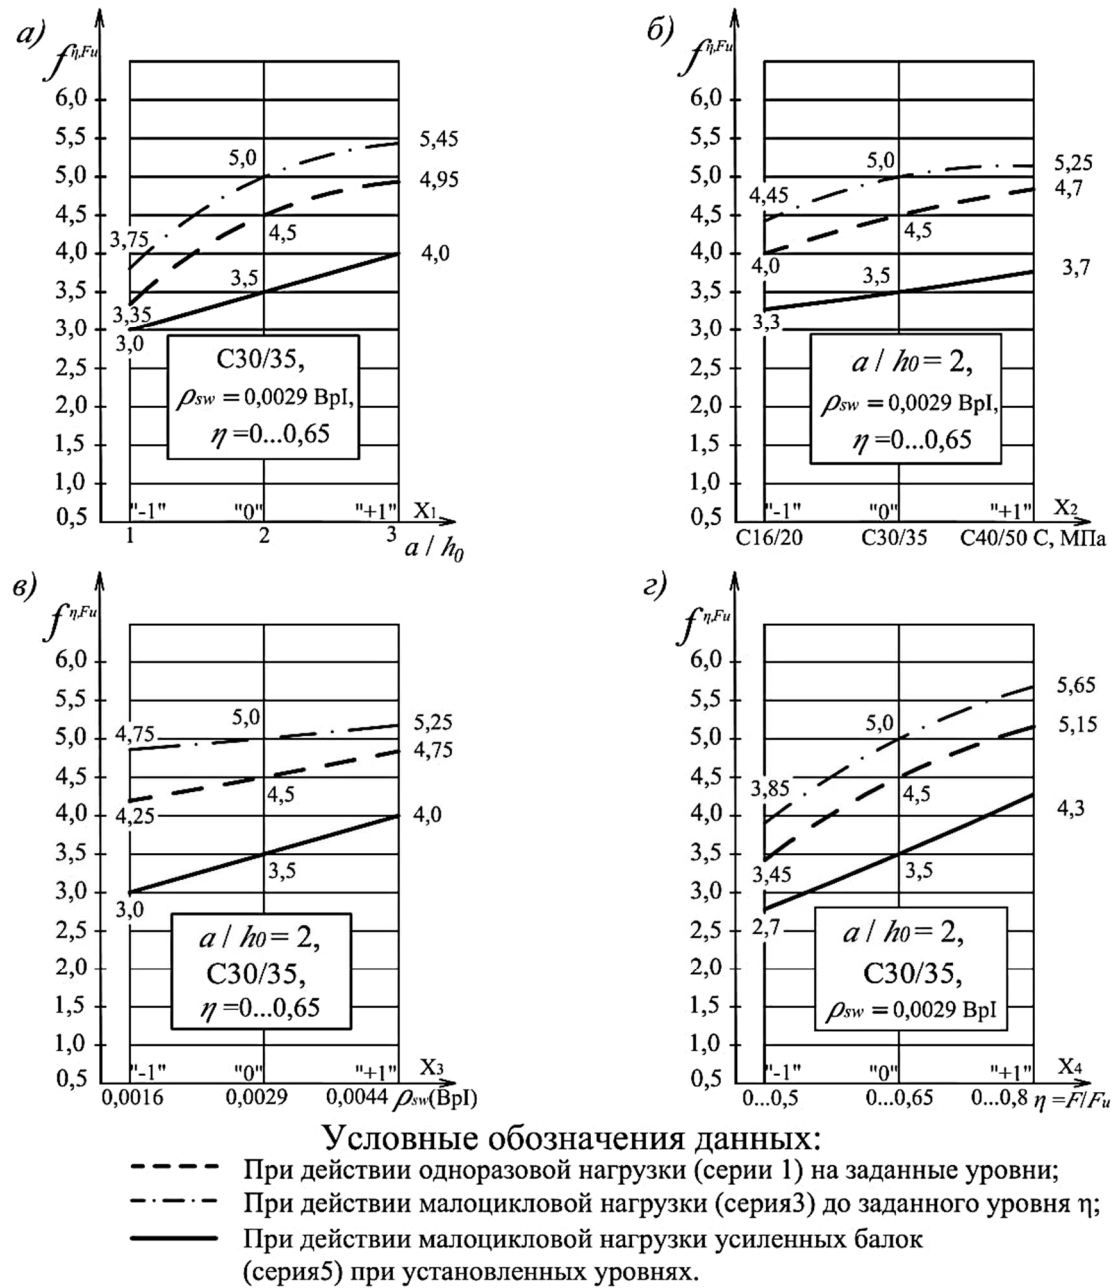 а)
f η,Fu
6,0
5,5
5,0
4,5
4,0
3,5
3,0
2,5
2,0
1,5
1,0
0,5
3,75
3,35
3,0
5,0
4,5
3,5
5,45
4,95
4,0
С30/35,
ρsw = 0,0029 ВрI,
η =0...0,65
"-1" "0" "+1" X1
1 2 3 a / h0
б)
f η,Fu
6,0
5,5
5,0
4,5
4,0
3,5
3,0
2,5
2,0
1,5
1,0
0,5
4,45
4,0
3,3
5,0
4,5
3,5
5,25
4,7
3,7
a / h0 = 2,
ρsw = 0,0029 ВрI,
η =0...0,65
"-1" "0" "+1" X2
С16/20 С30/35 С40/50 С, МПа
в)
f η,Fu
6,0
5,5
5,0
4,5
4,0
3,5
3,0
2,5
2,0
1,5
1,0
0,5
4,75
4,25
3,0
5,0
4,5
3,5
5,25
4,75
4,0
a / h0 = 2,
С30/35,
η =0...0,65
"-1" "0" "+1" X3
0,0016 0,0029 0,0044 ρsw(ВрI)
г)
f η,Fu
6,0
5,5
5,0
4,5
4,0
3,5
3,0
2,5
2,0
1,5
1,0
0,5
3,85
3,45
2,7
5,0
4,5
3,5
5,65
5,15
4,3
a / h0 = 2,
С30/35,
ρsw = 0,0029 ВрI
"-1" "0" "+1" X4
0...0,5 0...0,65 0...0,8 η =F/Fu
Условные обозначения данных:
При действии одноразовой нагрузки (серии 1) на заданные уровни;
При действии малоцикловой нагрузки (серия3) до заданного уровня η;
При действии малоцикловой нагрузки усиленных балок
(серия5) при установленных уровнях.